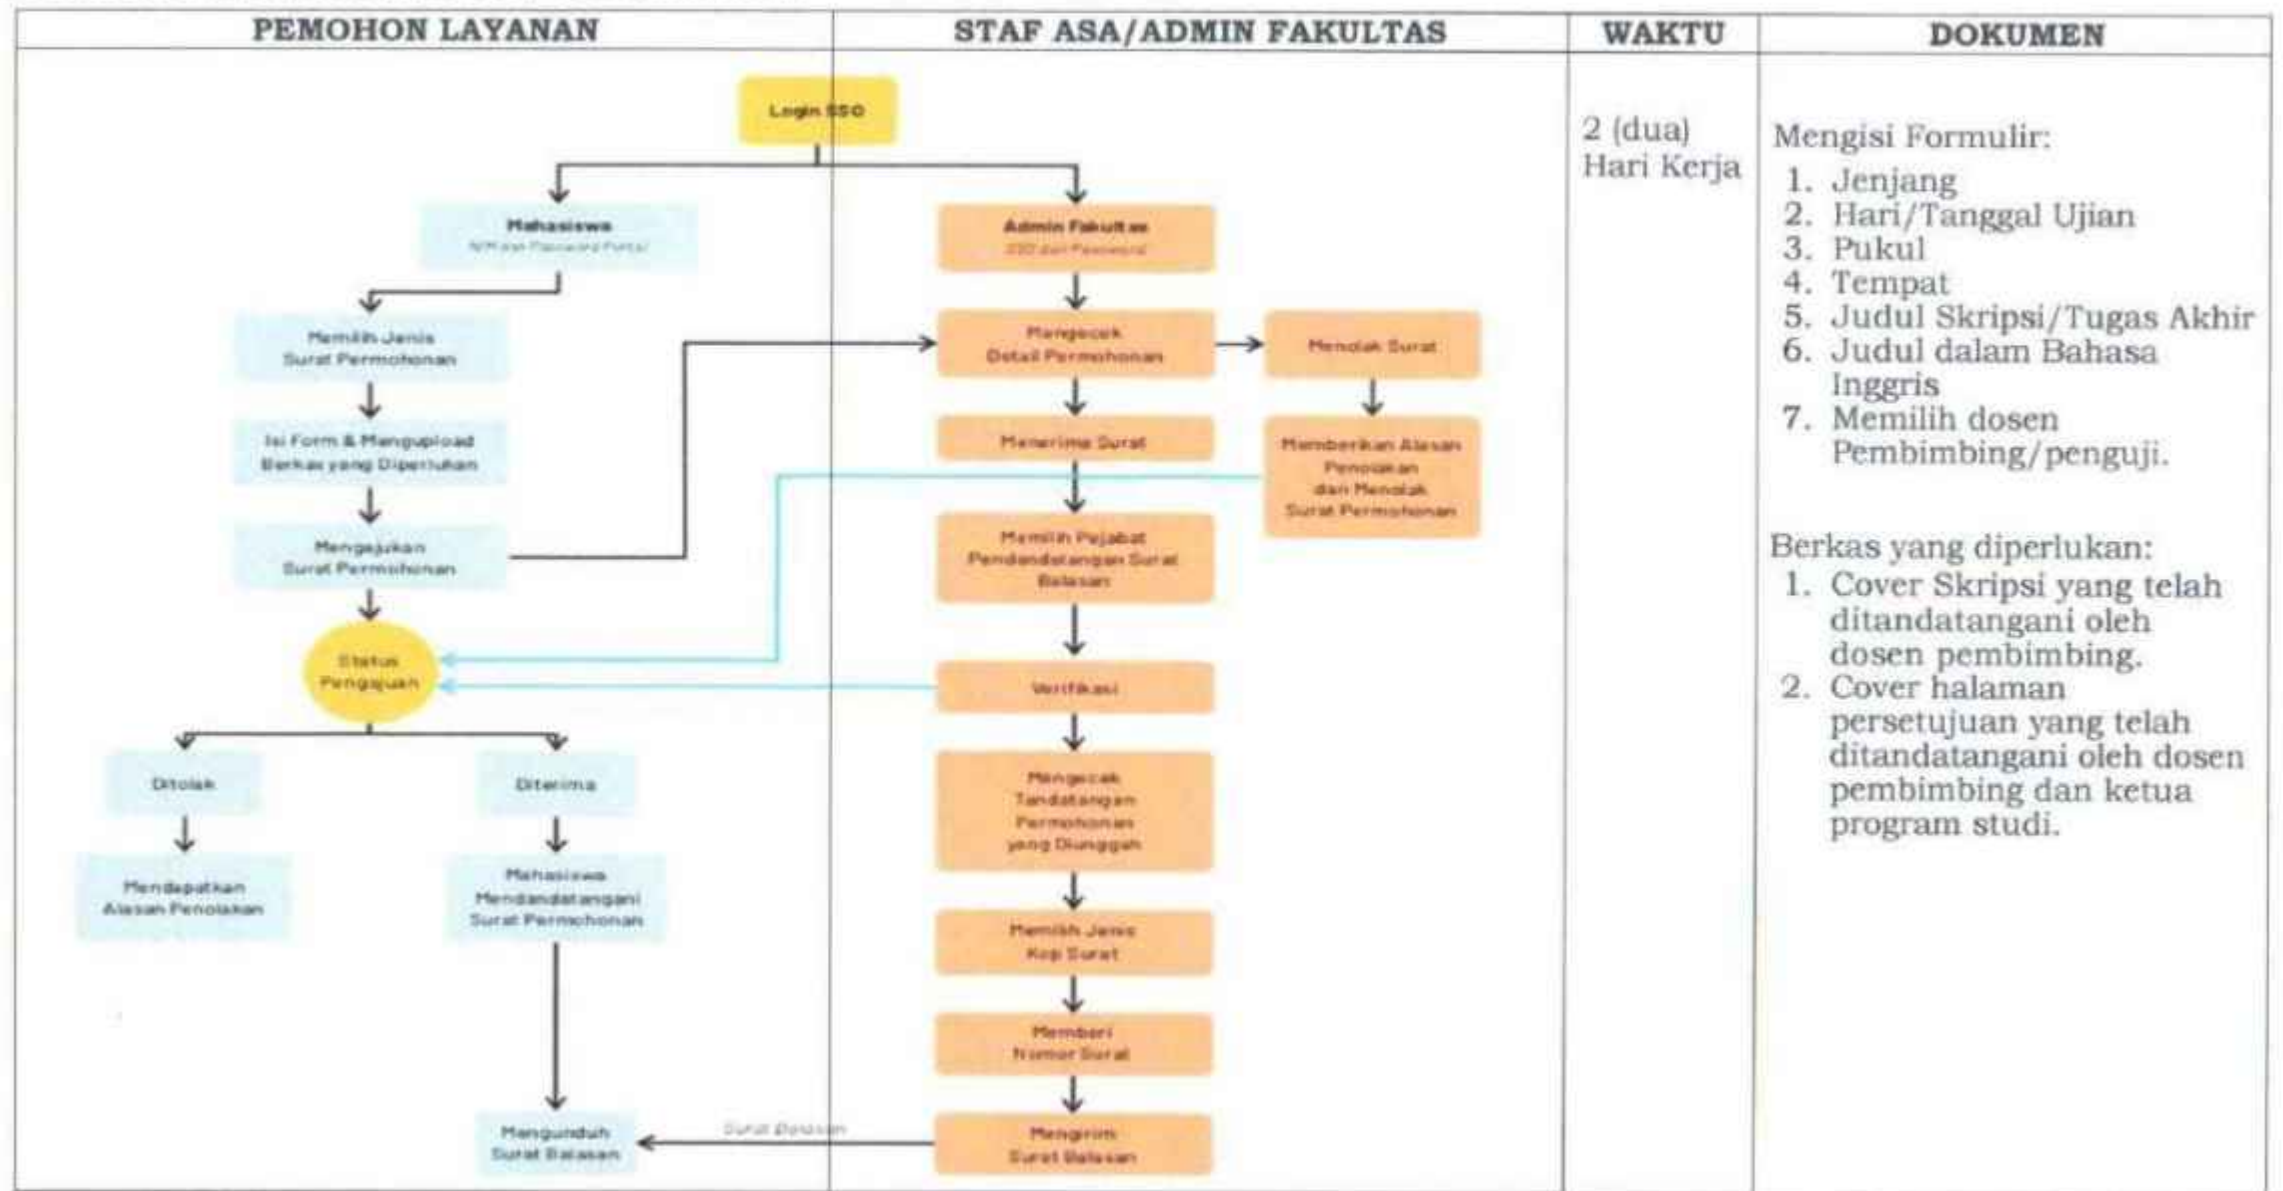 PEMOHON LAYANAN
STAF ASA/ADMIN FAKULTAS
WAKTU
DOKUMEN
Login SSO
Mahasiswa
NIM dan Password Portal
Memilih Jenis
Surat Permohonan
Isi Form & Mengupload
Berkas yang Diperlukan
Mengajukan
Surat Permohonan
Status
Pengajuan
Ditolak
Diterima
Mendapatkan
Alasan Penolakan
Mahasiswa
Mendandatangani
Surat Permohonan
Mengunduh
Surat Balasan
Surat Balasan
Admin Fakultas
SSO dan Password
Mengecek
Detail Permohonan
Menolak Surat
Menerima Surat
Memberikan Alasan
Penolakan
dan Menolak
Surat Permohonan
Memilih Pejabat
Pendandatangan Surat
Balasan
Verifikasi
Mengecek
Tandatangan
Permohonan
yang Diunggah
Memilih Jenis
Kop Surat
Memberi
Nomor Surat
Mengirim
Surat Balasan
2 (dua)
Hari Kerja
Mengisi Formulir:
1. Jenjang
2. Hari/Tanggal Ujian
3. Pukul
4. Tempat
5. Judul Skripsi/Tugas Akhir
6. Judul dalam Bahasa
Inggris
7. Memilih dosen
Pembimbing/penguji.
Berkas yang diperlukan:
1. Cover Skripsi yang telah
ditandatangani oleh
dosen pembimbing.
2. Cover halaman
persetujuan yang telah
ditandatangani oleh dosen
pembimbing dan ketua
program studi.